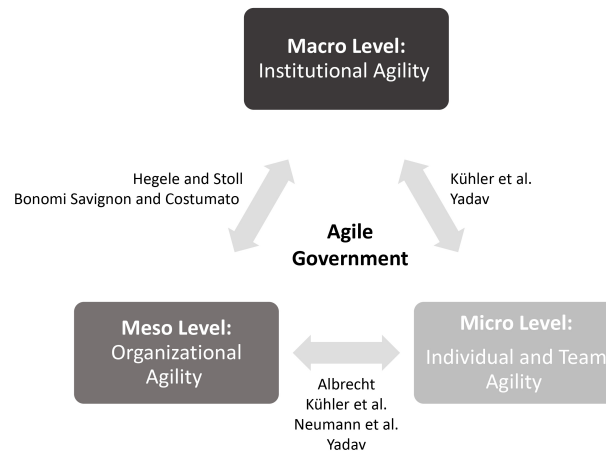 Macro Level:
Institutional Agility
Hegele and Stoll
Bonomi Savignon and Costumato
Kühler et al.
Yadav
Agile
Government
Meso Level:
Organizational
Agility
Micro Level:
Individual and Team
Agility
Albrecht
Kühler et al.
Neumann et al.
Yadav